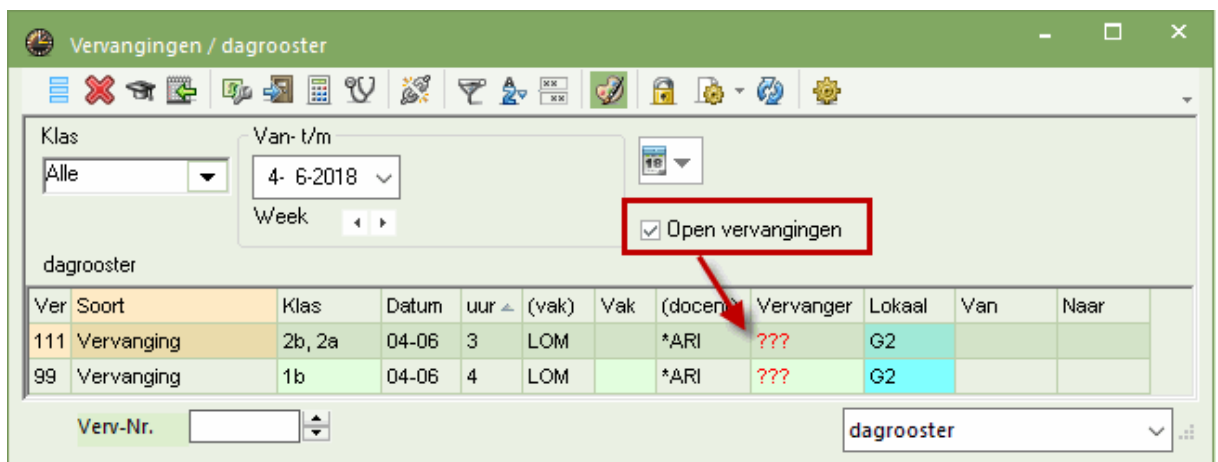 Vervangingen / dagrooster
Klas
Van- t/m
Alle
4- 6-2018
18
Week
Open vervangingen
dagrooster
Ver Soort Klas Datum uur (vak) Vak (docent) Vervanger Lokaal Van Naar
111 Vervanging 2b, 2a 04-06 3 LOM *ARI ??? G2
99 Vervanging 1b 04-06 4 LOM *ARI ??? G2
Verv-Nr.
dagrooster